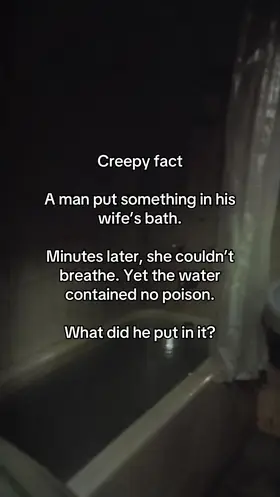 Creepy fact
A man put something in his
wife’s bath.
Minutes later, she couldn’t
breathe. Yet the water
contained no poison.
What did he put in it?